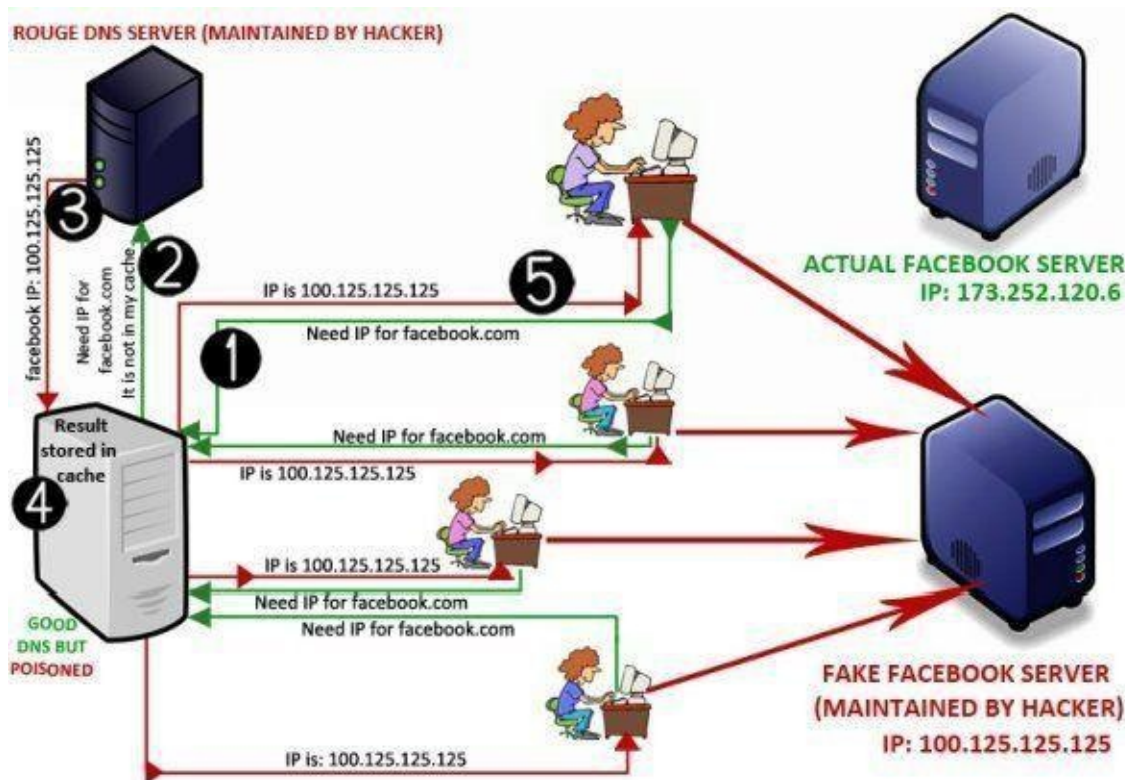 ROUGE DNS SERVER (MAINTAINED BY HACKER)
3
facebook IP: 100.125.125.125
2
Need IP for
facebook.com
It is not in my cache.
5
IP is 100.125.125.125
Need IP for facebook.com
1
ACTUAL FACEBOOK SERVER
IP: 173.252.120.6
Result
stored in
cache
4
Need IP for facebook.com
IP is 100.125.125.125
IP is 100.125.125.125
Need IP for facebook.com
Need IP for facebook.com
GOOD
DNS BUT
POISONED
IP is: 100.125.125.125
FAKE FACEBOOK SERVER
(MAINTAINED BY HACKER)
IP: 100.125.125.125